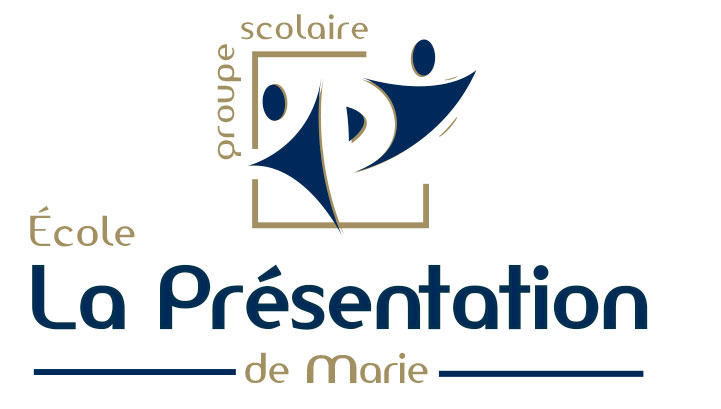 groupe
scolaire
École
La Présentation
de Marie